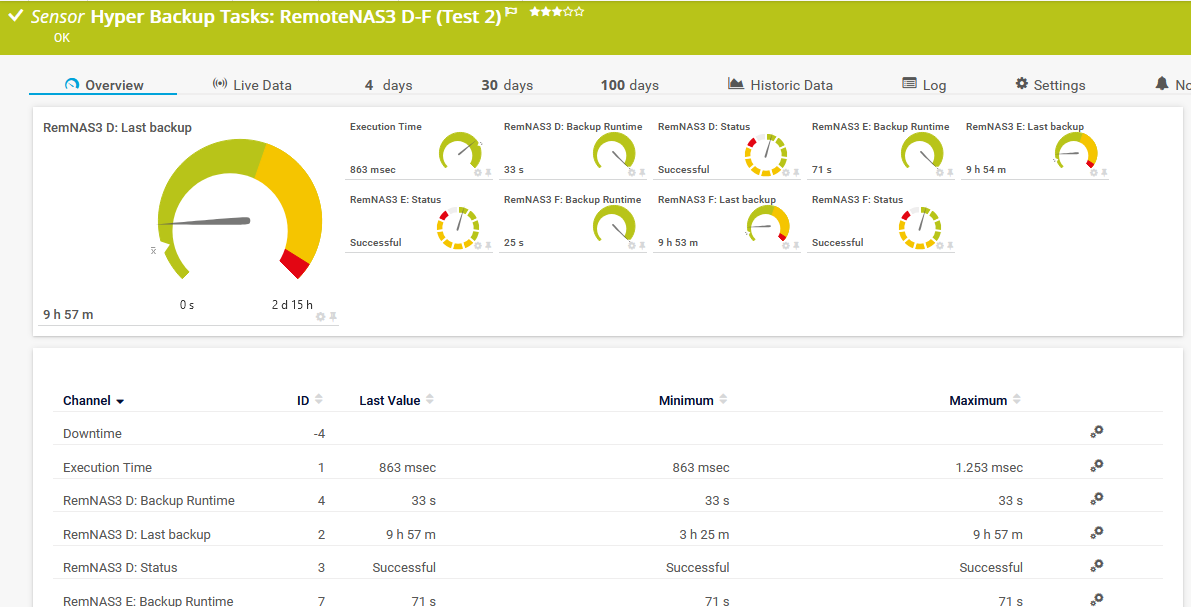 Sensor Hyper Backup Tasks: RemoteNAS3 D-F (Test 2)
OK
Overview
Live Data
4 days
30 days
100 days
Historic Data
Log
Settings
No
RemNAS3 D: Last backup
0 s
2 d 15 h
9 h 57 m
Execution Time
863 msec
RemNAS3 D: Backup Runtime
33 s
RemNAS3 D: Status
Successful
RemNAS3 E: Backup Runtime
71 s
RemNAS3 E: Last backup
9 h 54 m
RemNAS3 E: Status
Successful
RemNAS3 F: Backup Runtime
25 s
RemNAS3 F: Last backup
9 h 53 m
RemNAS3 F: Status
Successful
Channel ID Last Value Minimum Maximum
Downtime -4
Execution Time 1 863 msec 863 msec 1.253 msec
RemNAS3 D: Backup Runtime 4 33 s 33 s 33 s
RemNAS3 D: Last backup 2 9 h 57 m 3 h 25 m 9 h 57 m
RemNAS3 D: Status 3 Successful Successful Successful
RemNAS3 E: Backup Runtime 7 71 s 71 s 71 s